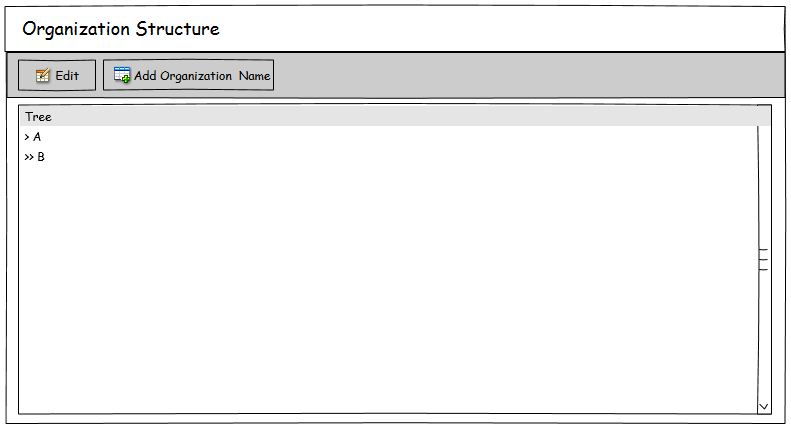 Organization Structure
Edit
Add Organization Name
Tree
> A
>> B